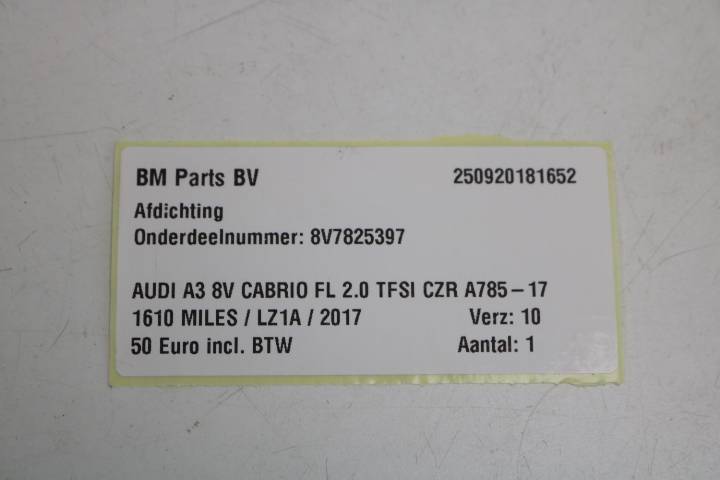 BM Parts BV 250920181652
Afdichting
Onderdeelnummer: 8V7825397
AUDI A3 8V CABRIO FL 2.0 TFSI CZR A785-17
1610 MILES / LZ1A / 2017 Verz: 10
50 Euro incl. BTW Aantal: 1